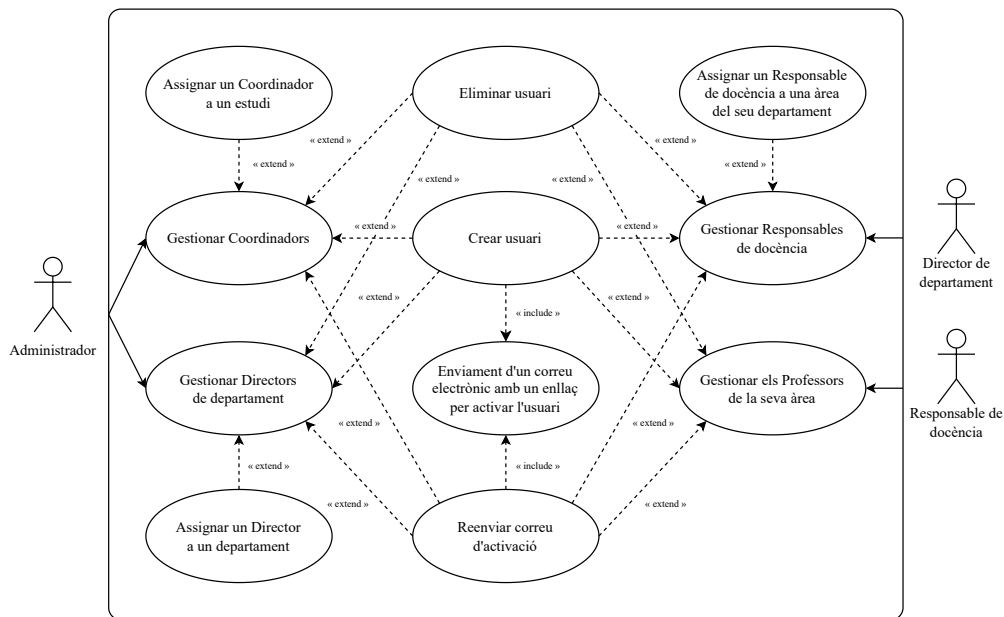 Assignar un Coordinador
a un estudi
Eliminar usuari
Assignar un Responsable
de docència a una àrea
del seu departament
« extend »
« extend »
« extend »
« extend »
« extend »
« extend »
Gestionar Coordinadors
« extend »
Crear usuari
« extend »
Gestionar Responsables
de docència
Director de
departament
« extend »
« extend »
« include »
Administrador
Gestionar Directors
de departament
Enviament d'un correu
electrònic amb un enllaç
per activar l'usuari
Gestionar els Professors
de la seva àrea
Responsable de
docència
« extend »
« extend »
« extend »
« include »
« extend »
« extend »
Assignar un Director
a un departament
Reenviar correu
d'activació